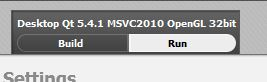 Desktop Qt 5.4.1 MSVC2010 OpenGL 32bit
Build Run
Settings